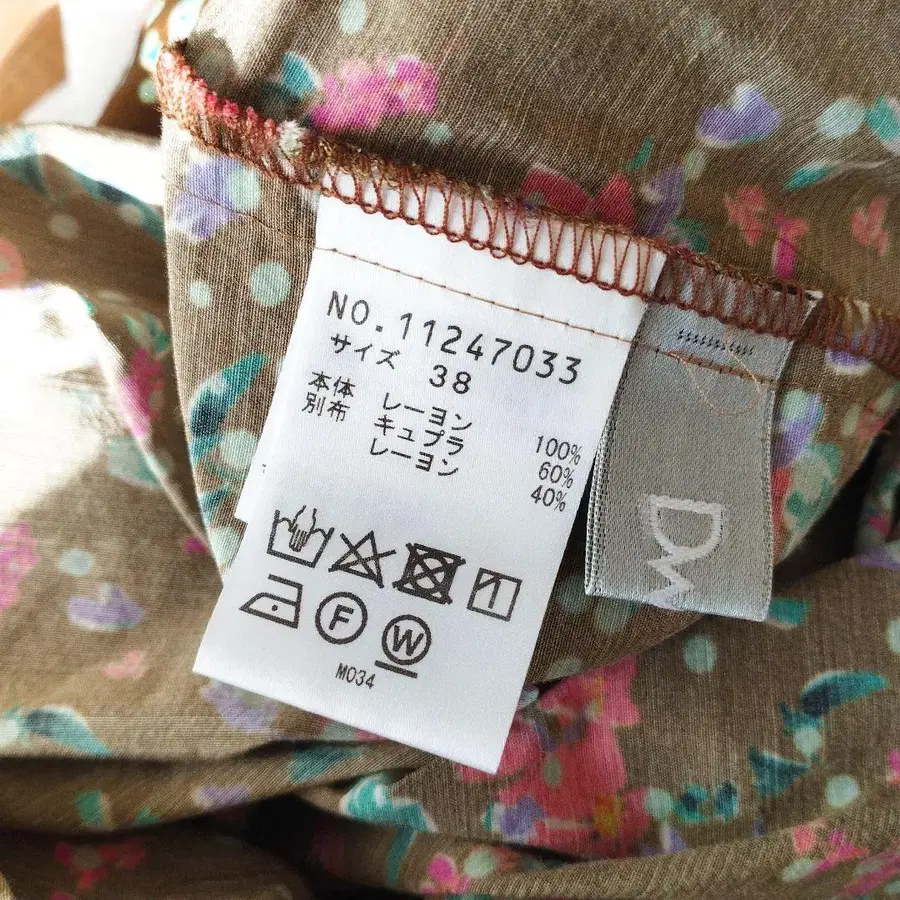 NO.11247033
サイズ 38
本体 レーヨン 100%
別布 キュプラ 60%
レーヨン 40%
F
W
M034